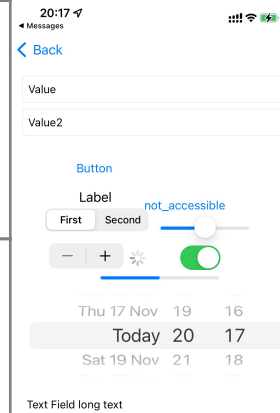 20:17
◀ Messages
Back
Value
Value2
Button
Label
not_accessible
First Second
− +
Thu 17 Nov 19 16
Today 20 17
Sat 19 Nov 21 18
Text Field long text